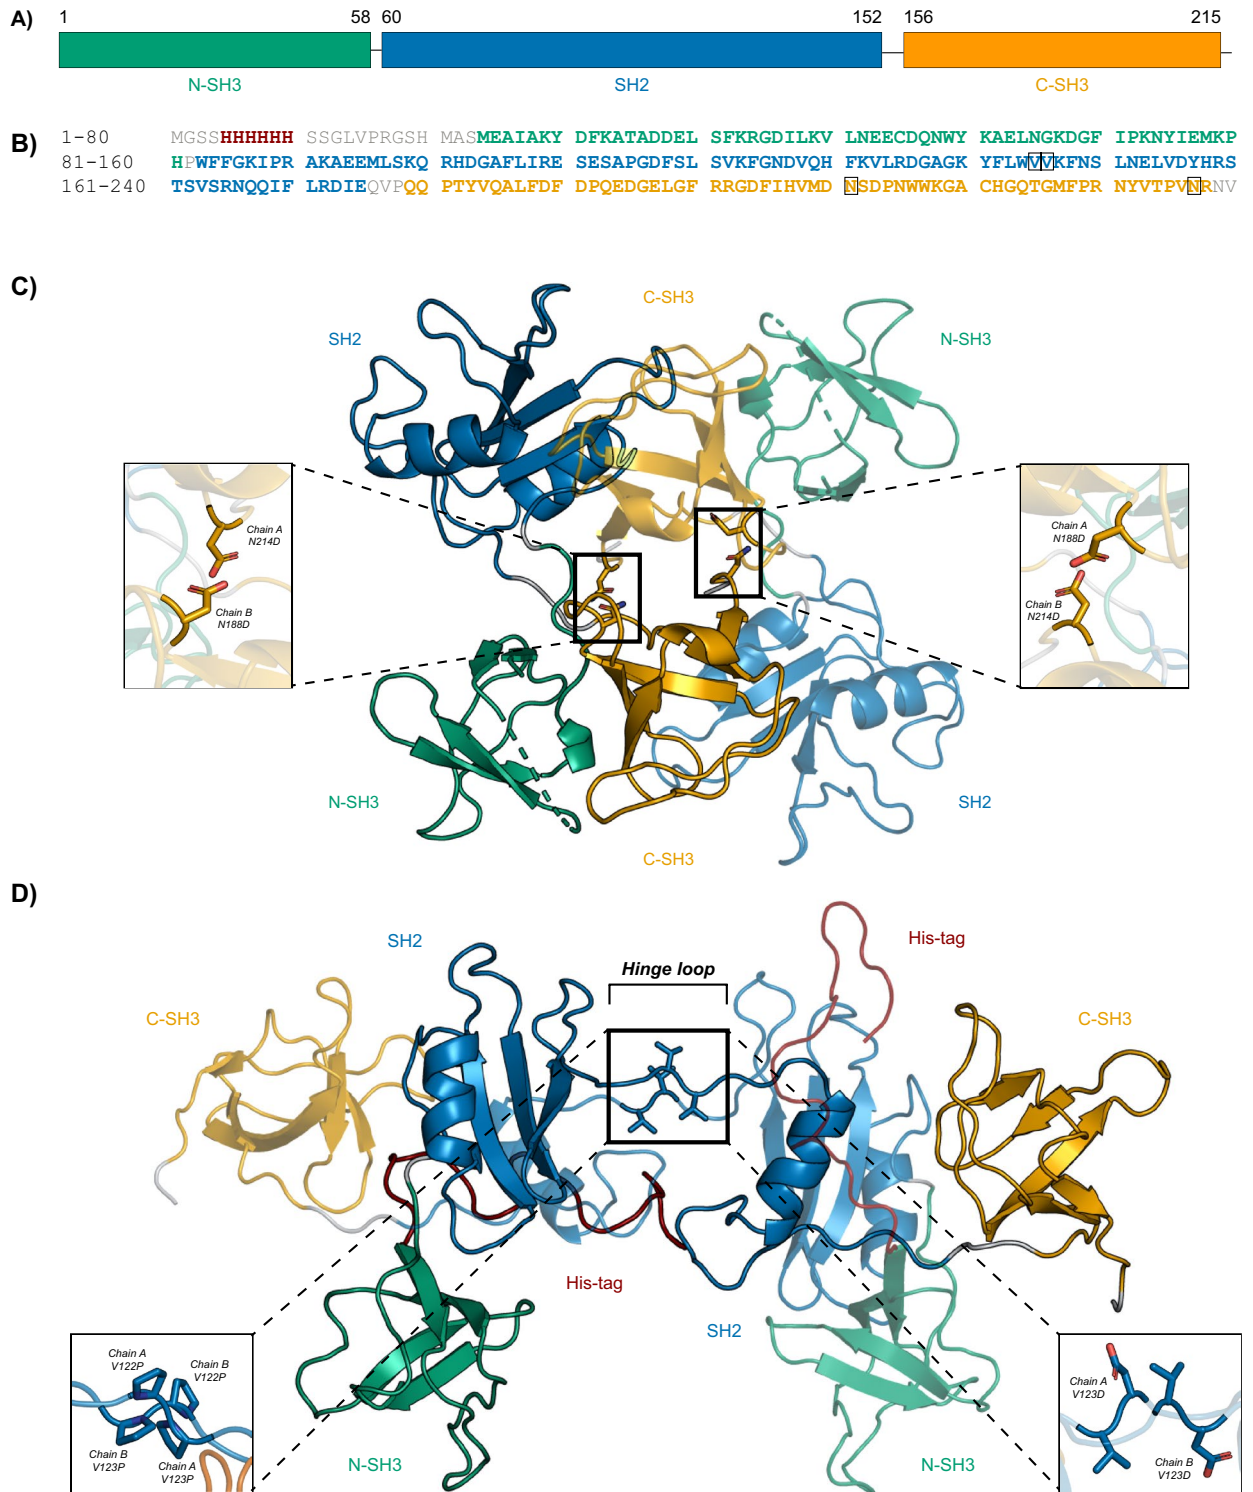 A)
1 58 60 152 156 215
N-SH3 SH2 C-SH3
B)
1-80 MGSSHHHHHH SSGLVPRGSH MASMEAIAKY DFKATADDEL SFKRGDILKV LNEECDQNWY KAELNGKDGF IPKNYIEMKP
81-160 HPWFFGKIPR AKAEEMLSKQ RHDGAFLIRE SESAPGDFSL SVKFGNDVQH FKVLRDGAGK YFLWVVKFNS LNELVDYHRS
161-240 TSVSRNQQIF LRDIEQVPQQ PTYVQALFDF DPQEDGELGF RRGDFIHVMD NSDPNWWKGA CHGQTGMFPR NYVTPVNRNV
C)
C-SH3
SH2
N-SH3
Chain A
N214D
Chain B
N188D
Chain A
N188D
Chain B
N214D
N-SH3
SH2
C-SH3
D)
His-tag
SH2
Hinge loop
C-SH3
C-SH3
His-tag
SH2
Chain A
V122P
Chain B
V122P
Chain B
V123P
Chain A
V123P
Chain A
V123D
Chain B
V123D
N-SH3
N-SH3